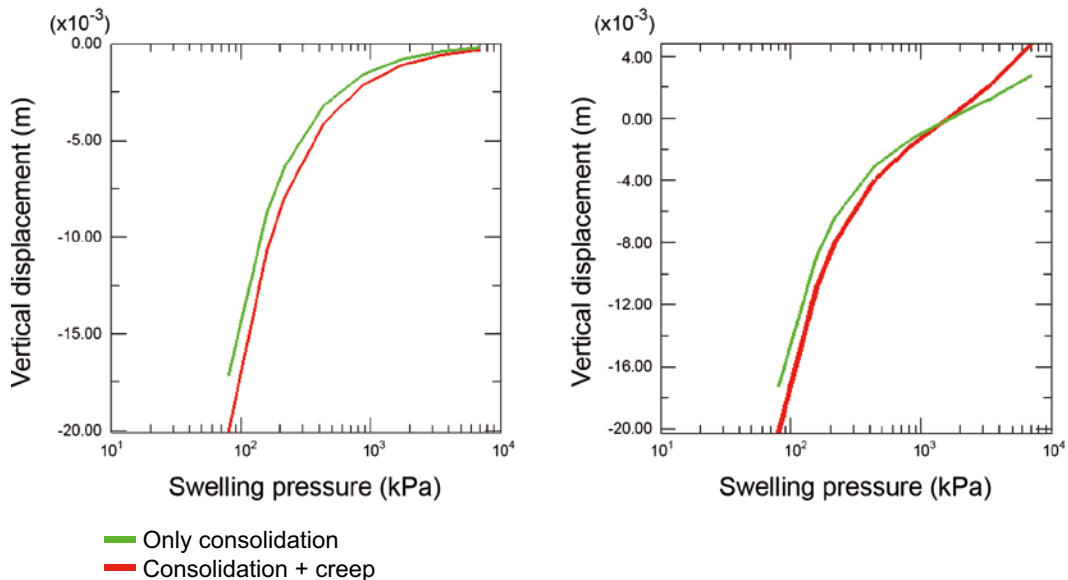 (x10⁻³)
0.00
-5.00
-10.00
-15.00
-20.00
Vertical displacement (m)
10¹ 10² 10³ 10⁴
Swelling pressure (kPa)
(x10⁻³)
4.00
0.00
-4.00
-8.00
-12.00
-16.00
-20.00
Vertical displacement (m)
10¹ 10² 10³ 10⁴
Swelling pressure (kPa)
Only consolidation
Consolidation + creep